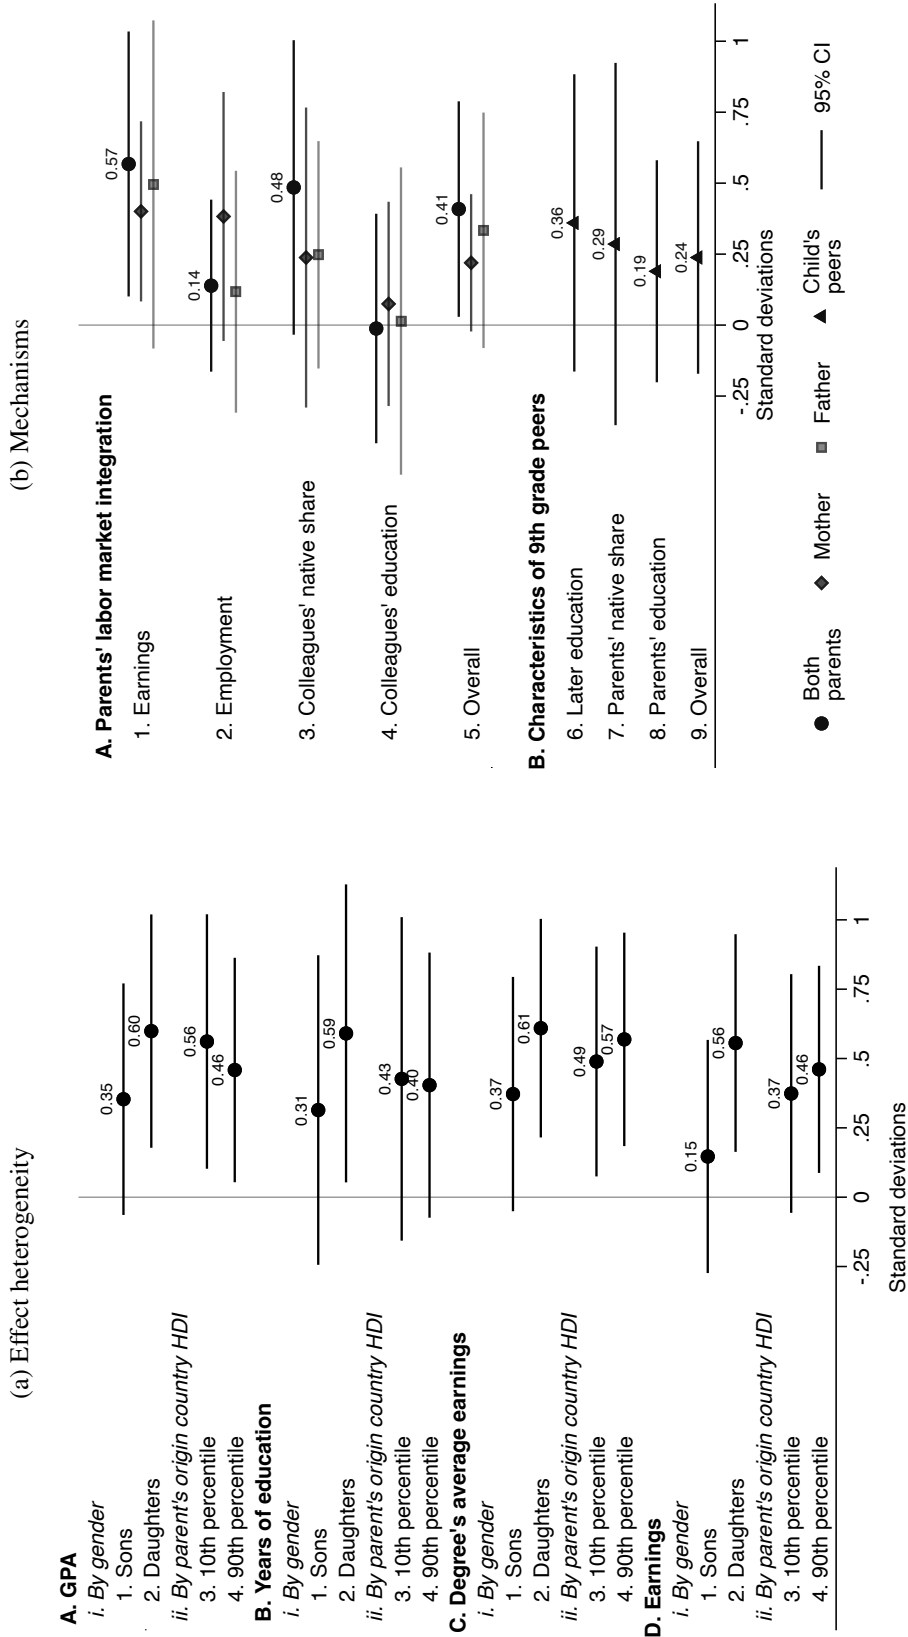 (a) Effect heterogeneity
A. GPA
i. By gender
1. Sons
0.35
2. Daughters
0.60
ii. By parent's origin country HDI
3. 10th percentile
0.56
4. 90th percentile
0.46
B. Years of education
i. By gender
1. Sons
0.31
2. Daughters
0.59
ii. By parent's origin country HDI
3. 10th percentile
0.43
4. 90th percentile
0.40
C. Degree's average earnings
i. By gender
1. Sons
0.37
2. Daughters
0.61
ii. By parent's origin country HDI
3. 10th percentile
0.49
4. 90th percentile
0.57
D. Earnings
i. By gender
1. Sons
0.15
2. Daughters
0.56
ii. By parent's origin country HDI
3. 10th percentile
0.37
4. 90th percentile
0.46
-.25 0 .25 .5 .75 1
Standard deviations
(b) Mechanisms
A. Parents' labor market integration
1. Earnings
0.57
2. Employment
0.14
3. Colleagues' native share
0.48
4. Colleagues' education
5. Overall
0.41
B. Characteristics of 9th grade peers
6. Later education
0.36
7. Parents' native share
0.29
8. Parents' education
0.19
9. Overall
0.24
-.25 0 .25 .5 .75 1
Standard deviations
Both
parents
Mother
Father
Child's
peers
95% CI